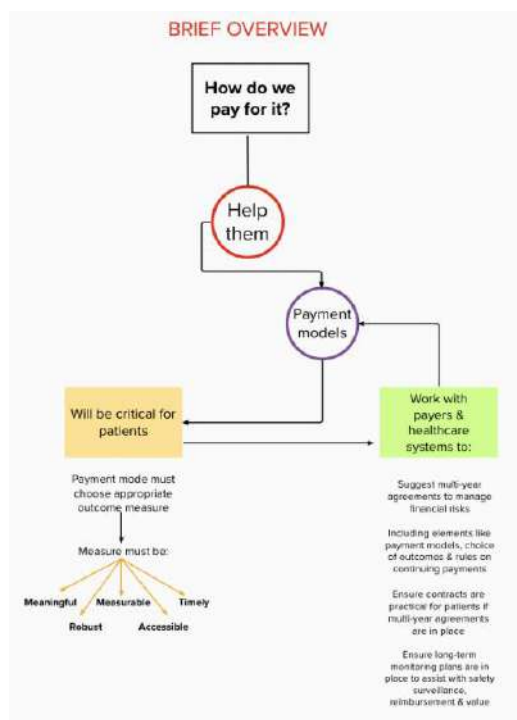 BRIEF OVERVIEW
How do we
pay for it?
Help
them
Payment
models
Will be critical for
patients
Work with
payers &
healthcare
systems to:
Payment mode must
choose appropriate
outcome measure
Measure must be:
Meaningful
Measurable
Timely
Robust
Accessible
Suggest multi-year
agreements to manage
financial risks
Including elements like
payment models, choice
of outcomes & rules on
continuing payments
Ensure contracts are
practical for patients if
multi-year agreements
are in place
Ensure long-term
monitoring plans are in
place to assist with safety
surveillance,
reimbursement & value